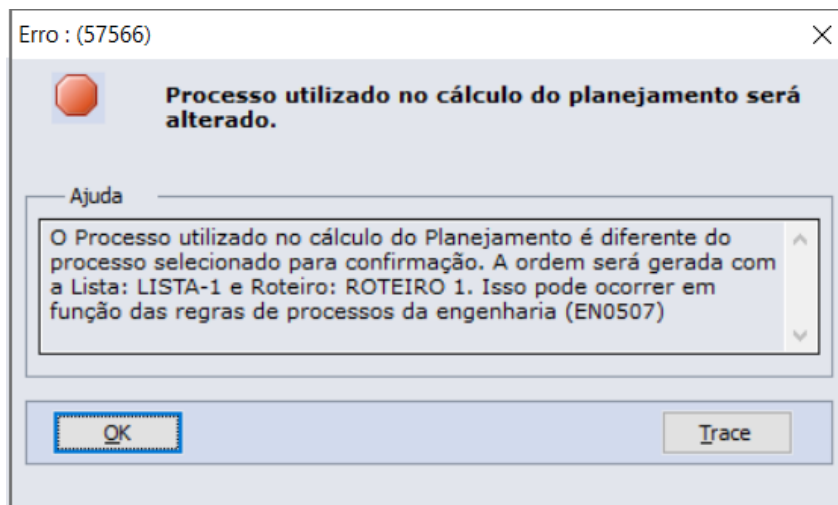 Erro : (57566)
Processo utilizado no cálculo do planejamento será
alterado.
Ajuda
O Processo utilizado no cálculo do Planejamento é diferente do
processo selecionado para confirmação. A ordem será gerada com
a Lista: LISTA-1 e Roteiro: ROTEIRO 1. Isso pode ocorrer em
função das regras de processos da engenharia (EN0507)
OK
Trace